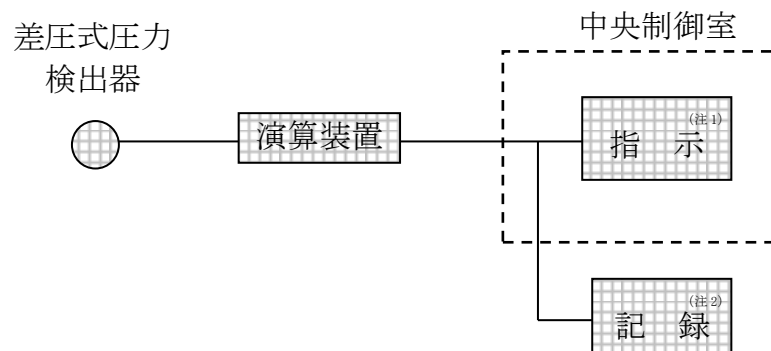 中央制御室
差圧式圧力
検出器
演算装置
(注1)
指 示
(注2)
記 録